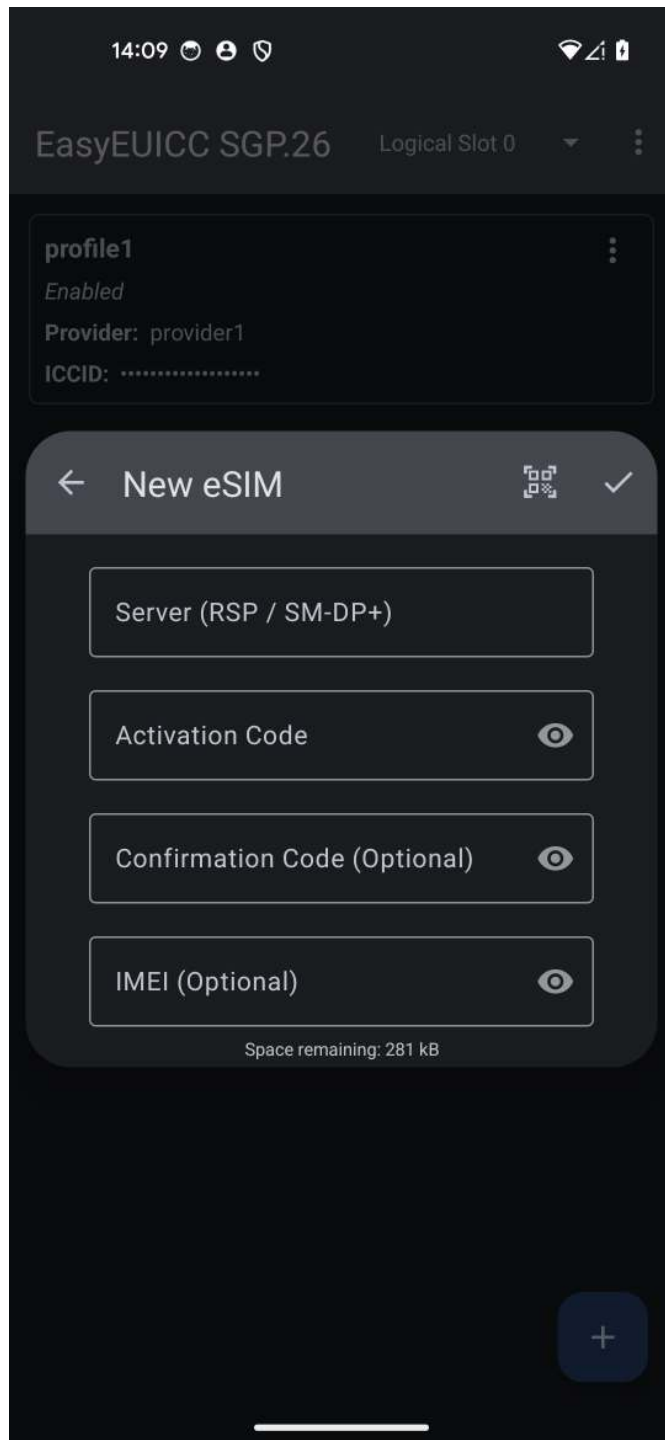 14:09
EasyEUICC SGP.26 Logical Slot 0
profile1
Enabled
Provider: provider1
ICCID: •••••••••••••••••••
New eSIM
Server (RSP / SM-DP+)
Activation Code
Confirmation Code (Optional)
IMEI (Optional)
Space remaining: 281 kB